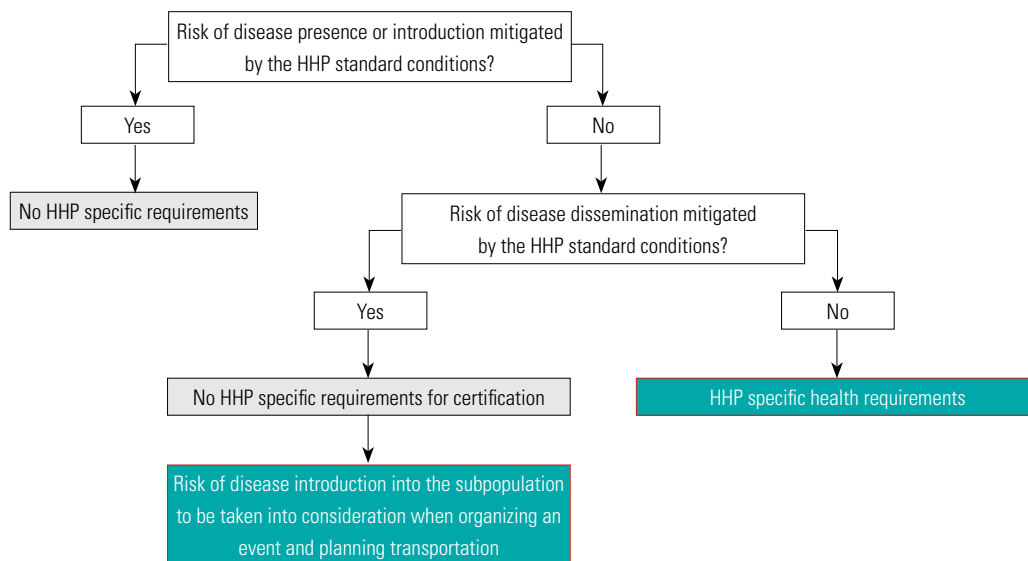 Risk of disease presence or introduction mitigated
by the HHP standard conditions?
Yes
No
No HHP specific requirements
Risk of disease dissemination mitigated
by the HHP standard conditions?
Yes
No
No HHP specific requirements for certification
HHP specific health requirements
Risk of disease introduction into the subpopulation
to be taken into consideration when organizing an
event and planning transportation